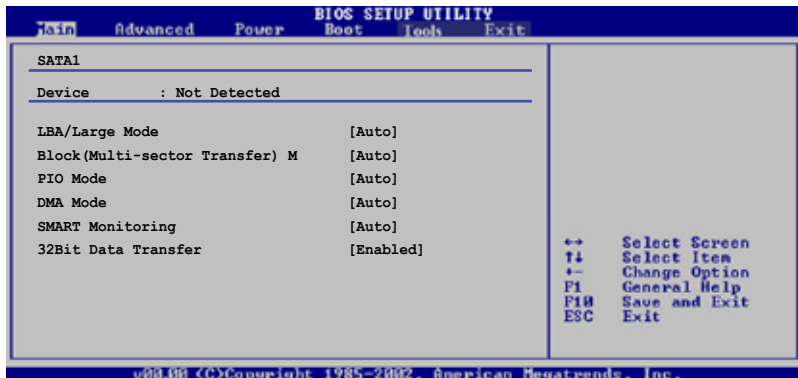 BIOS SETUP UTILITY
Main Advanced Power Boot Tools Exit
SATA1
Device : Not Detected
LBA/Large Mode [Auto]
Block(Multi-sector Transfer) M [Auto]
PIO Mode [Auto]
DMA Mode [Auto]
SMART Monitoring [Auto]
32Bit Data Transfer [Enabled]
↔ Select Screen
↑↓ Select Item
+- Change Option
F1 General Help
F10 Save and Exit
ESC Exit
v00.00 (C)Copyright 1985-2002, American Megatrends, Inc.